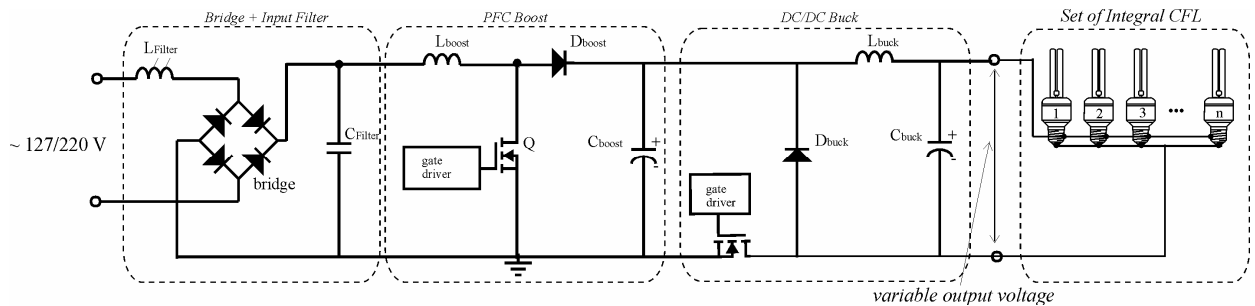 Bridge + Input Filter
PFC Boost
DC/DC Buck
Set of Integral CFL
LFilter
Lboost
Dboost
Lbuck
1 2 3 ... n
~ 127/220 V
CFilter
Q
Cboost
+
-
Dbuck
Cbuck
+
-
gate
driver
bridge
gate
driver
variable output voltage